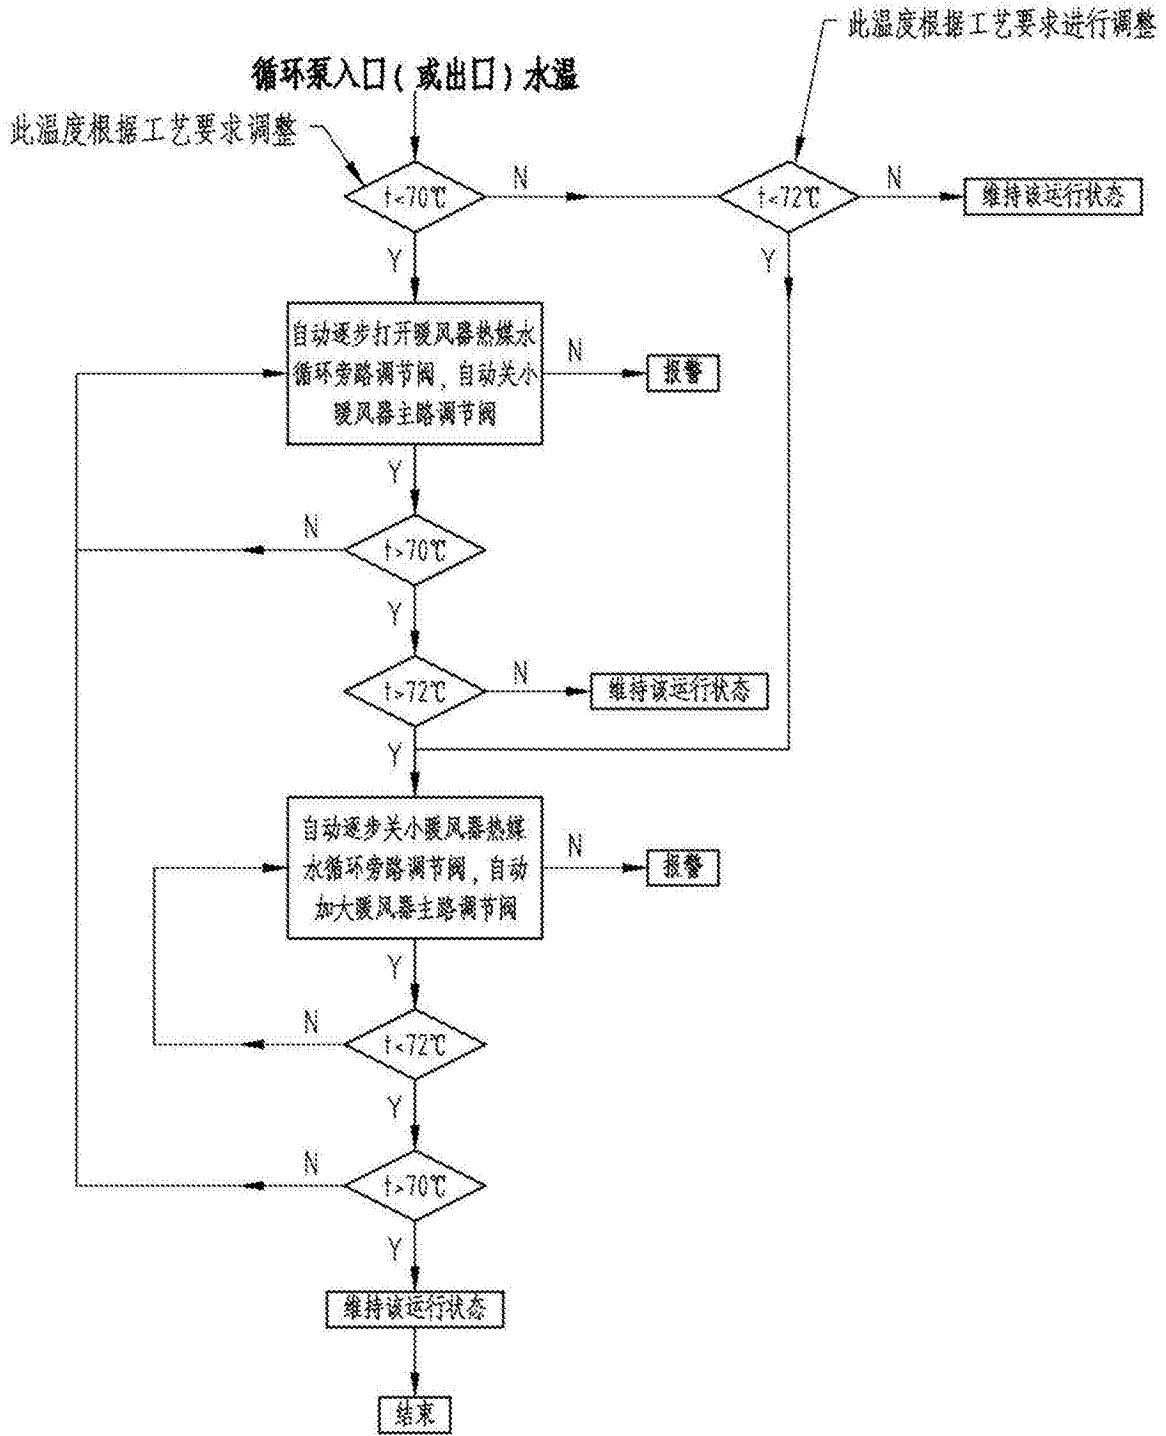 此温度根据工艺要求进行调整
循环泵入口(或出口)水温
此温度根据工艺要求调整
t<70℃
N
t<72℃
N
维持该运行状态
Y
Y
自动逐步打开暖风器热媒水
循环旁路调节阀,自动关小
暖风器主路调节阀
N
报警
Y
N
t>70℃
Y
t>72℃
N
维持该运行状态
Y
自动逐步关小暖风器热媒
水循环旁路调节阀,自动
加大暖风器主路调节阀
N
报警
Y
N
t<72℃
Y
N
t>70℃
Y
维持该运行状态
结束